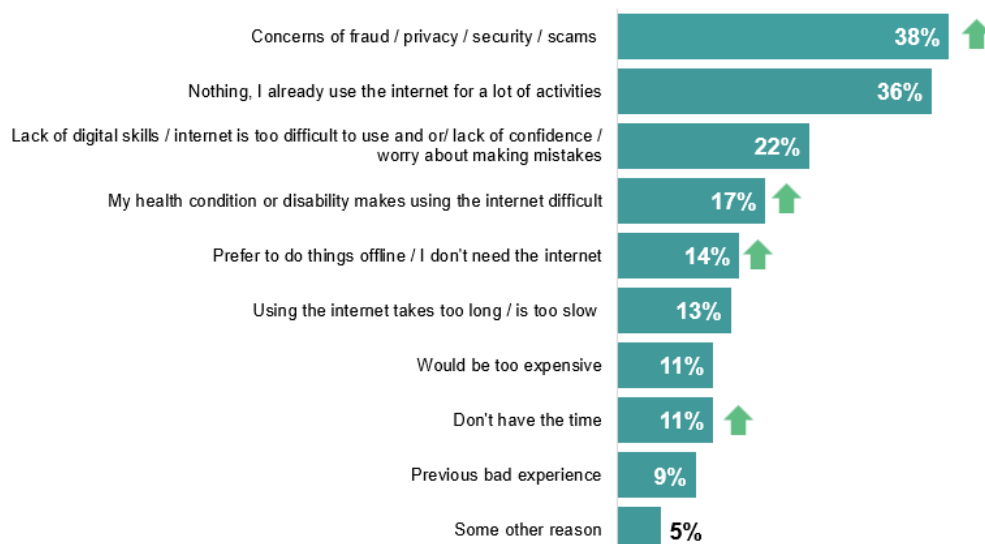 Concerns of fraud / privacy / security / scams 38%
Nothing, I already use the internet for a lot of activities 36%
Lack of digital skills / internet is too difficult to use and or/ lack of confidence /
worry about making mistakes 22%
My health condition or disability makes using the internet difficult 17%
Prefer to do things offline / I don't need the internet 14%
Using the internet takes too long / is too slow 13%
Would be too expensive 11%
Don't have the time 11%
Previous bad experience 9%
Some other reason 5%